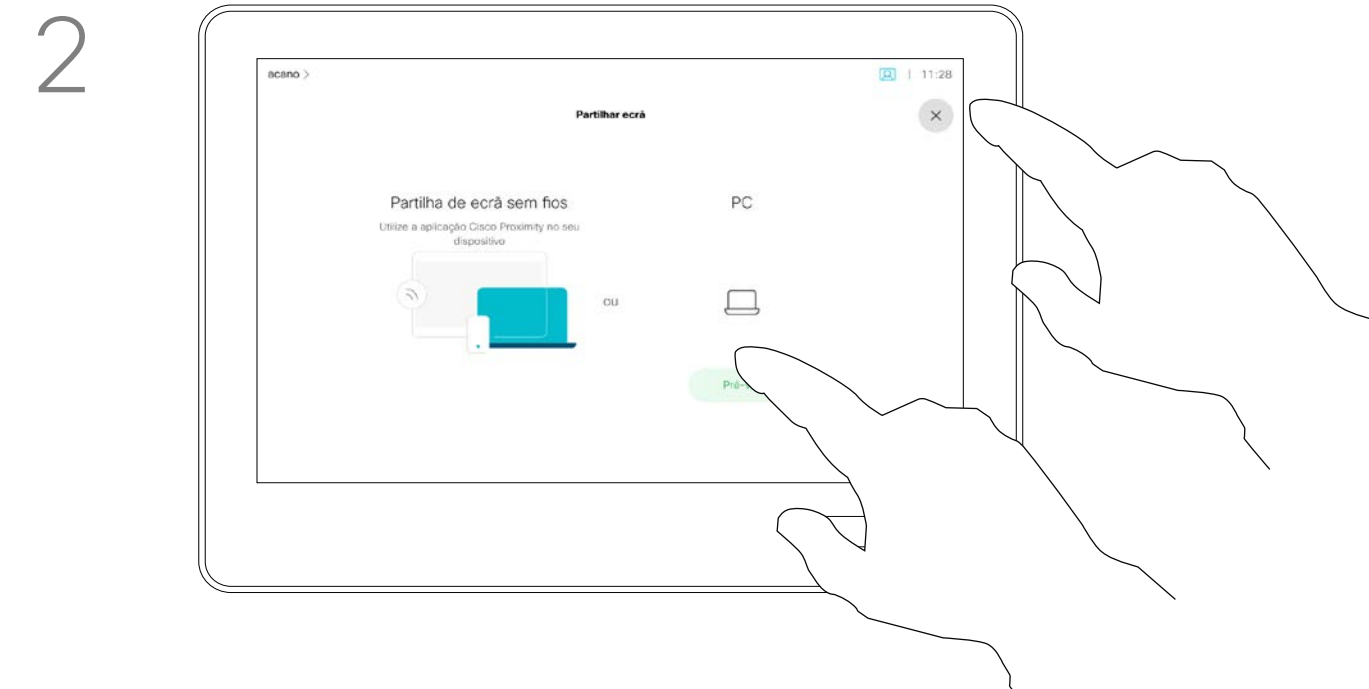 2
acano >
| 11:28
Partilhar ecrã
Partilha de ecrã sem fios
Utilize a aplicação Cisco Proximity no seu
dispositivo
ou
PC